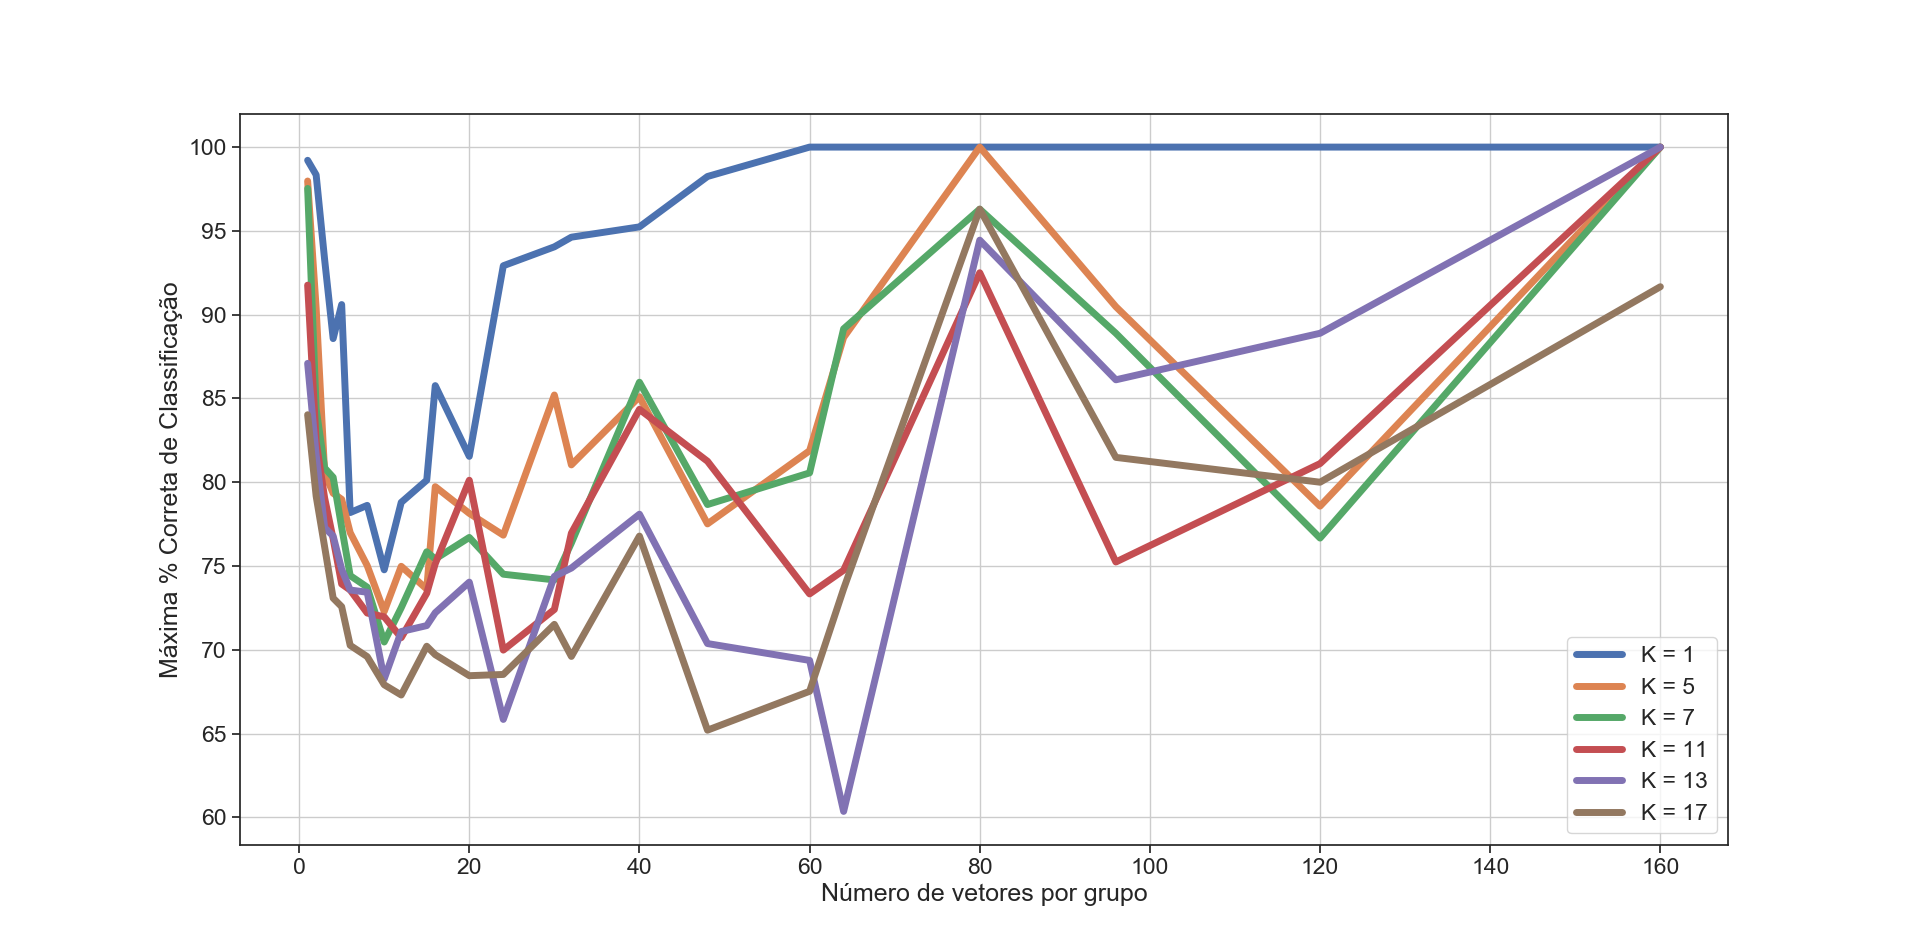 Máxima % Correta de Classificação
100
95
90
85
80
75
70
65
60
0 20 40 60 80 100 120 140 160
Número de vetores por grupo
K = 1
K = 5
K = 7
K = 11
K = 13
K = 17